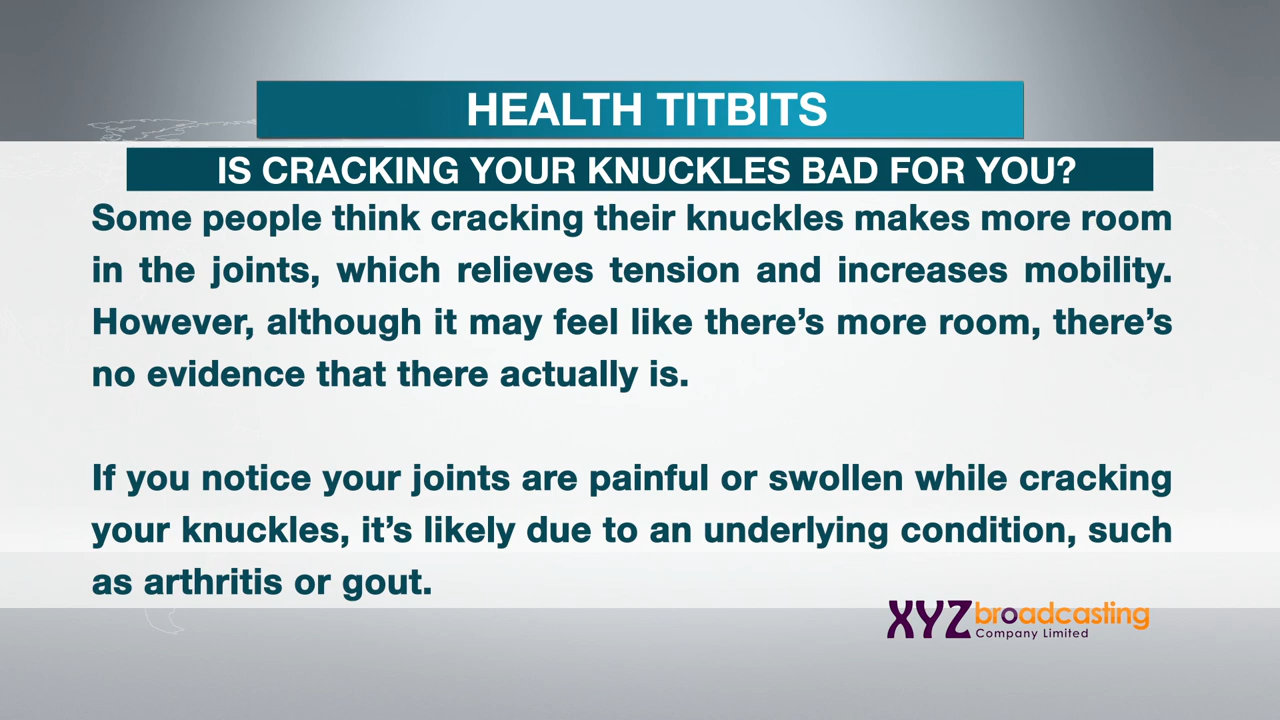 HEALTH TITBITS
IS CRACKING YOUR KNUCKLES BAD FOR YOU?
Some people think cracking their knuckles makes more room
in the joints, which relieves tension and increases mobility.
However, although it may feel like there’s more room, there’s
no evidence that there actually is.
If you notice your joints are painful or swollen while cracking
your knuckles, it’s likely due to an underlying condition, such
as arthritis or gout.
XYZ broadcasting
Company Limited